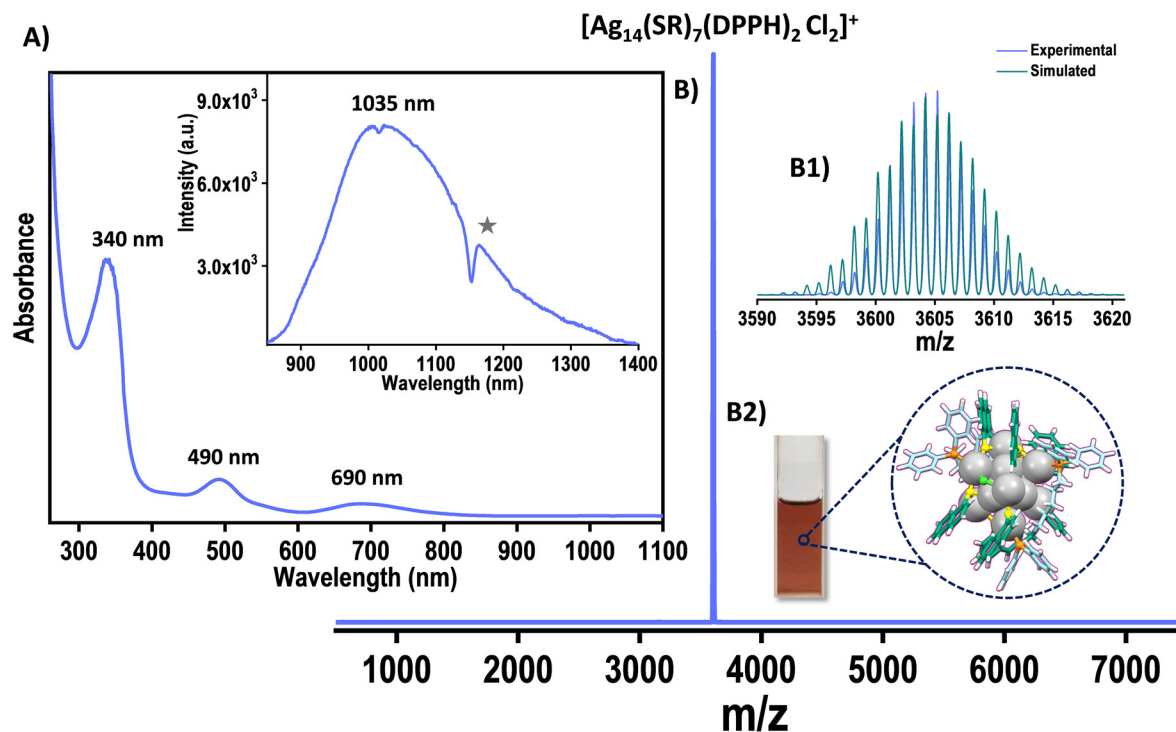 [Ag₁₄(SR)₇(DPPH)₂ Cl₂]⁺
A)
Absorbance
340 nm
490 nm
690 nm
300 400 500 600 700 800 900 1000 1100
Wavelength (nm)
Intensity (a.u.)
9.0x10³
6.0x10³
3.0x10³
1035 nm
900 1000 1100 1200 1300 1400
Wavelength (nm)
B)
Experimental
Simulated
B1)
3590 3595 3600 3605 3610 3615 3620
m/z
B2)
1000 2000 3000 4000 5000 6000 7000
m/z